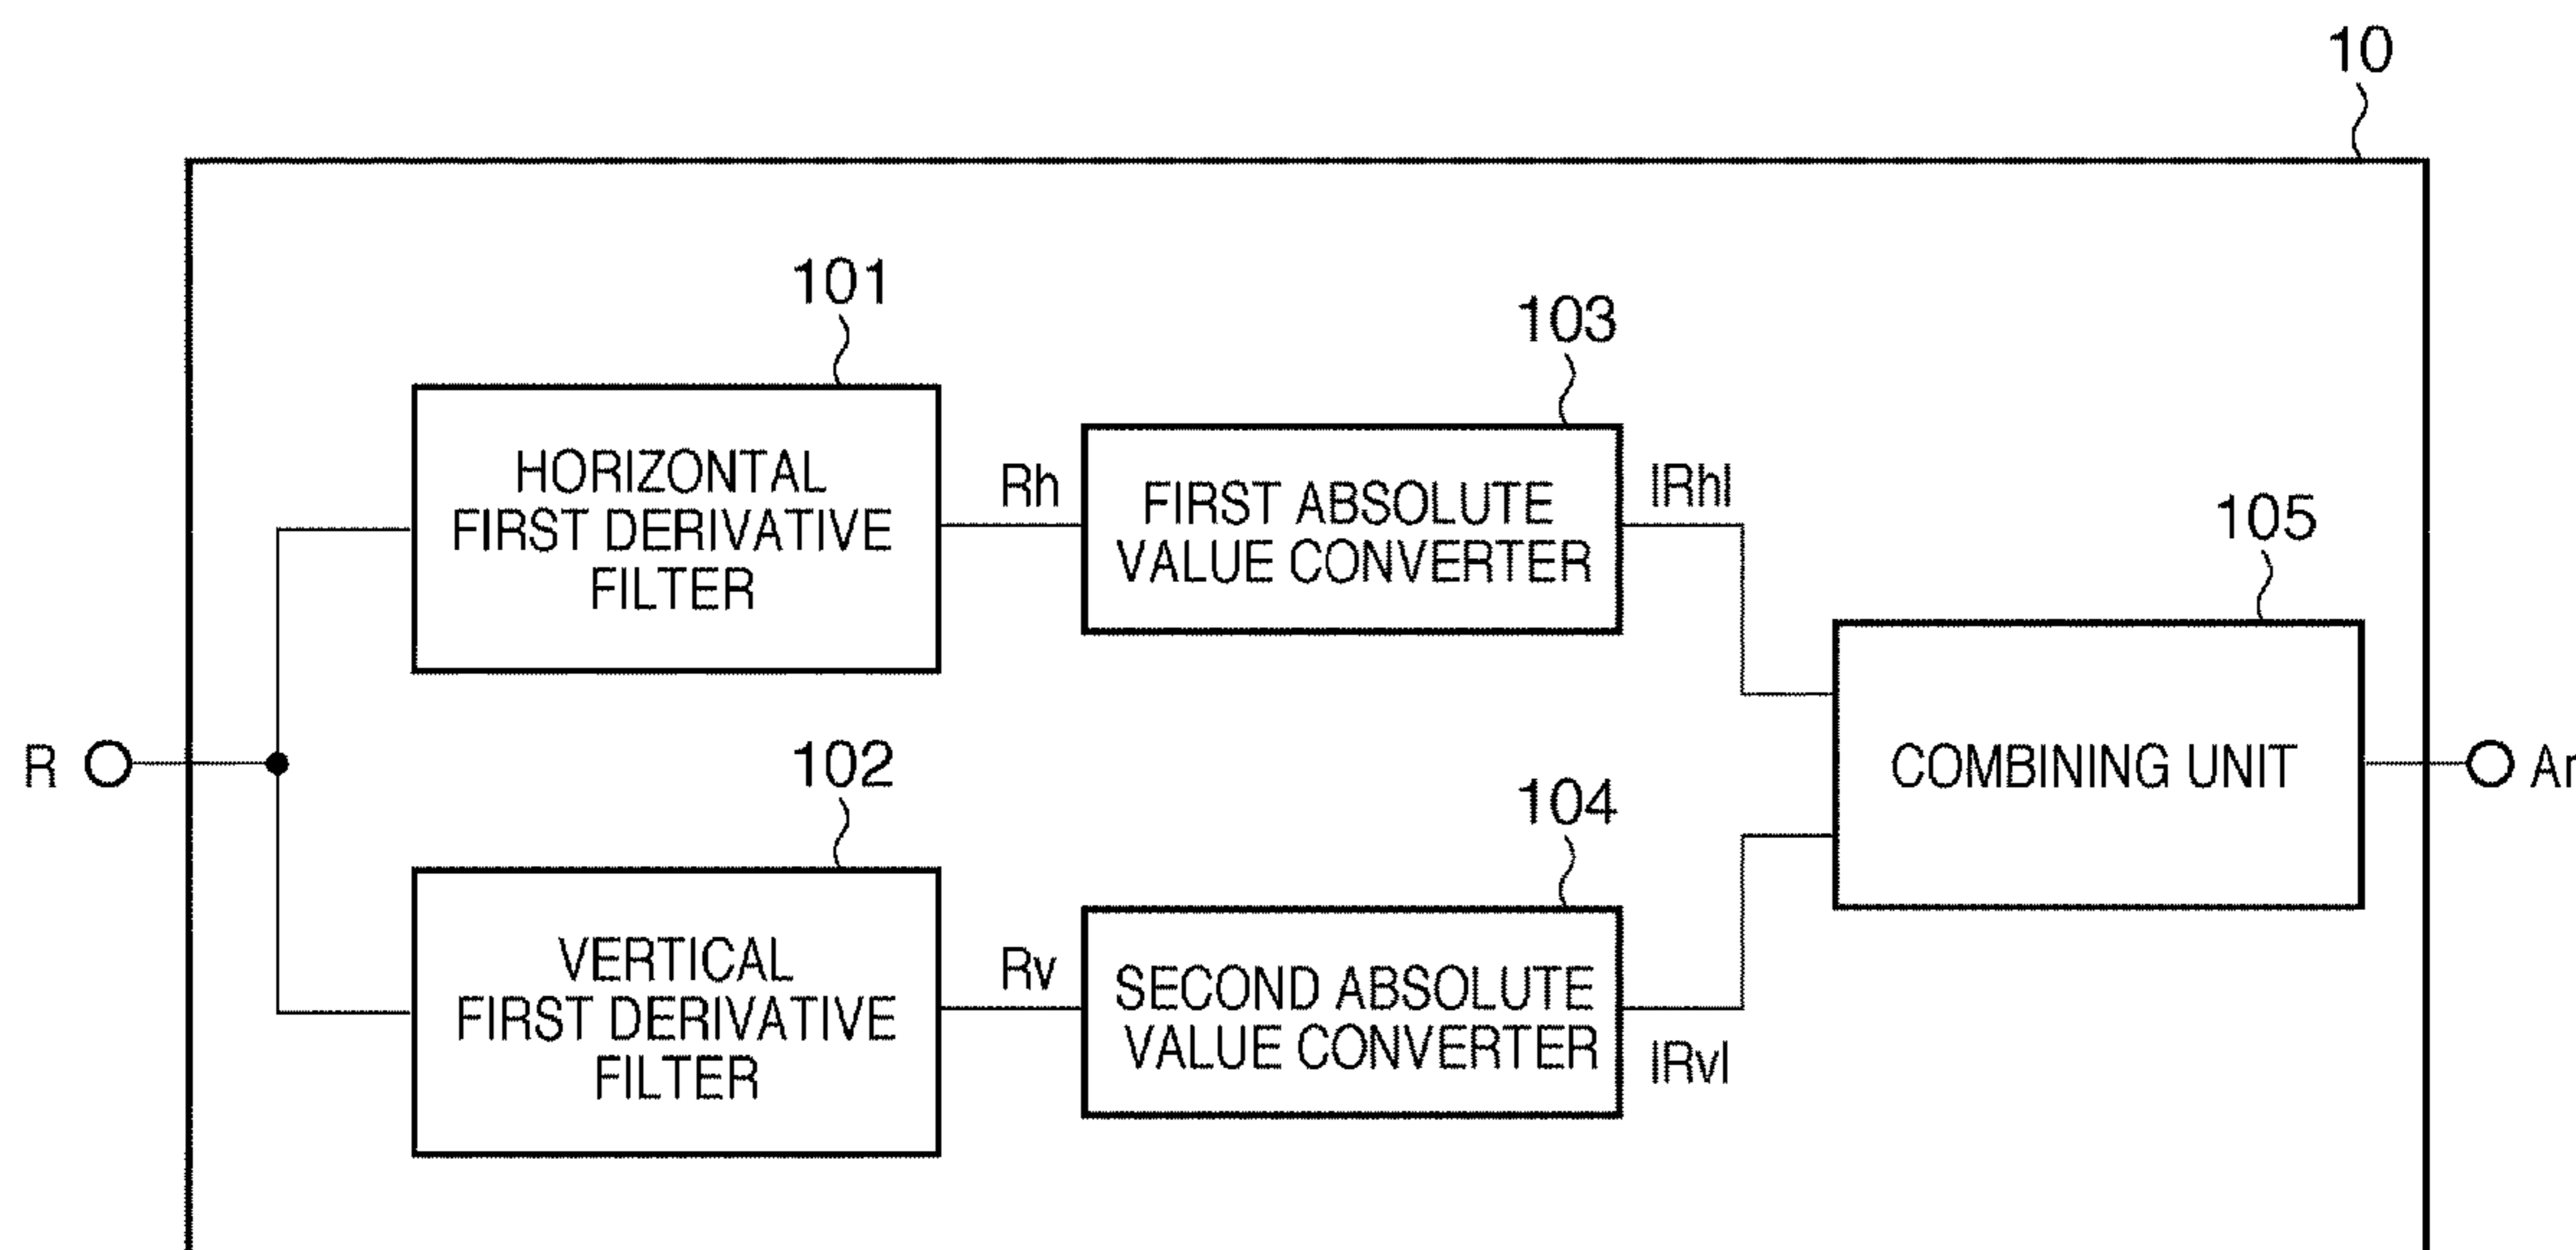 10
101
HORIZONTAL
FIRST DERIVATIVE
FILTER
Rh
103
FIRST ABSOLUTE
VALUE CONVERTER
|Rh|
105
COMBINING UNIT
R
Ar
102
VERTICAL
FIRST DERIVATIVE
FILTER
Rv
104
SECOND ABSOLUTE
VALUE CONVERTER
|Rv|